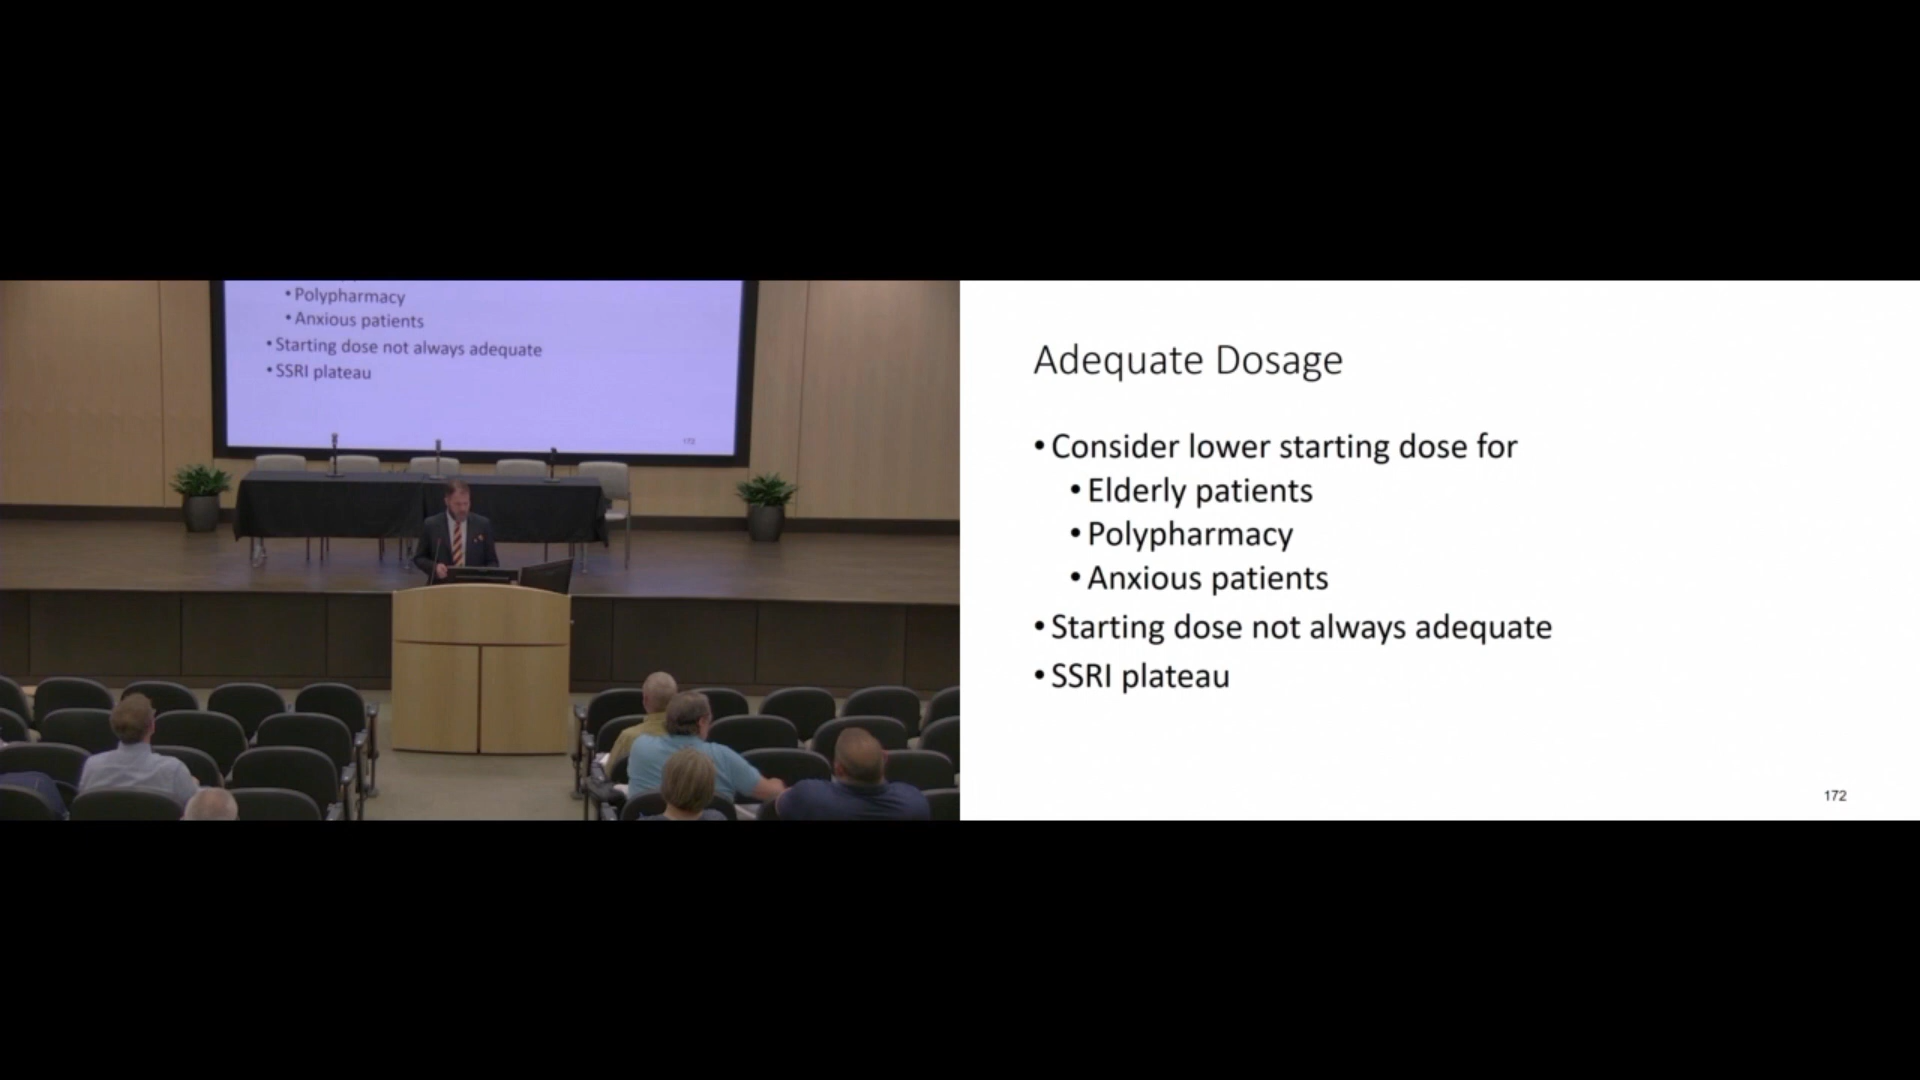 • Polypharmacy
• Anxious patients
• Starting dose not always adequate
• SSRI plateau
172
Adequate Dosage
• Consider lower starting dose for
• Elderly patients
• Polypharmacy
• Anxious patients
• Starting dose not always adequate
• SSRI plateau
172